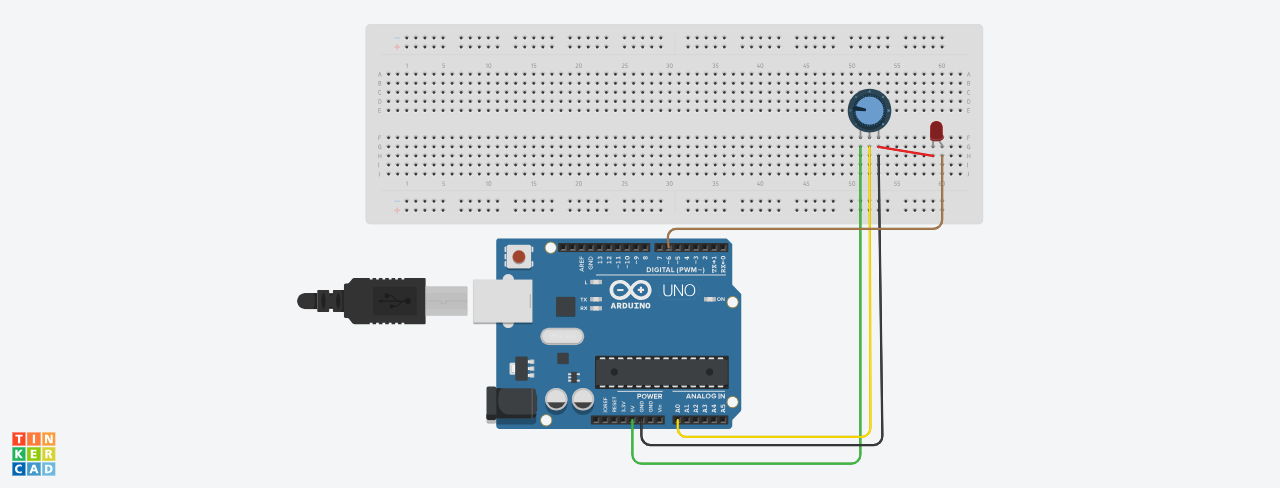 1 5 10 15 20 25 30 35 40 45 50 55 60
A A
B B
C C
D D
E E
F F
G G
H H
I I
J J
1 5 10 15 20 25 30 35 40 45 50 55 60
AREF GND 13 12 ~11 ~10 ~9 8 7 ~6 ~5 4 ~3 2 TX→1 RX←0
DIGITAL (PWM~)
L
TX
RX
UNO
ON
ARDUINO
POWER ANALOG IN
IOREF RESET 3.3V 5V GND GND Vin A0 A1 A2 A3 A4 A5
TIN
KER
CAD